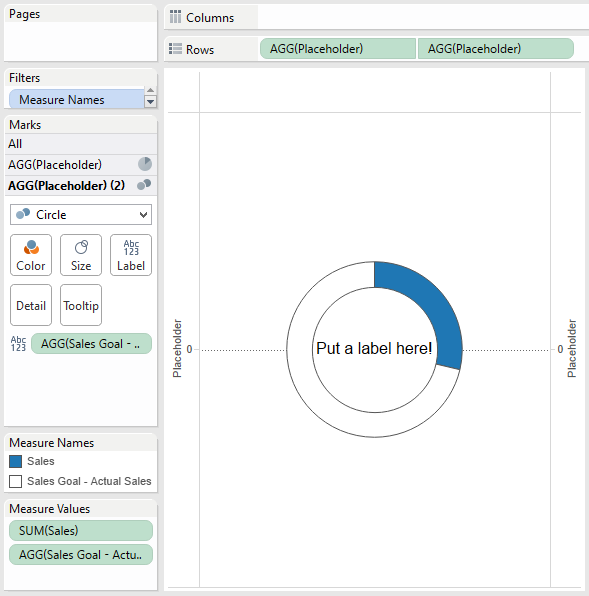 Pages
Columns
Rows
AGG(Placeholder)
AGG(Placeholder)
Filters
Measure Names
Marks
All
AGG(Placeholder)
AGG(Placeholder) (2)
Circle
Color
Size
Abc
123
Label
Detail
Tooltip
Abc
123
AGG(Sales Goal - ..
Measure Names
Sales
Sales Goal - Actual Sales
Measure Values
SUM(Sales)
AGG(Sales Goal - Actu..
Placeholder
0
Put a label here!
0
Placeholder